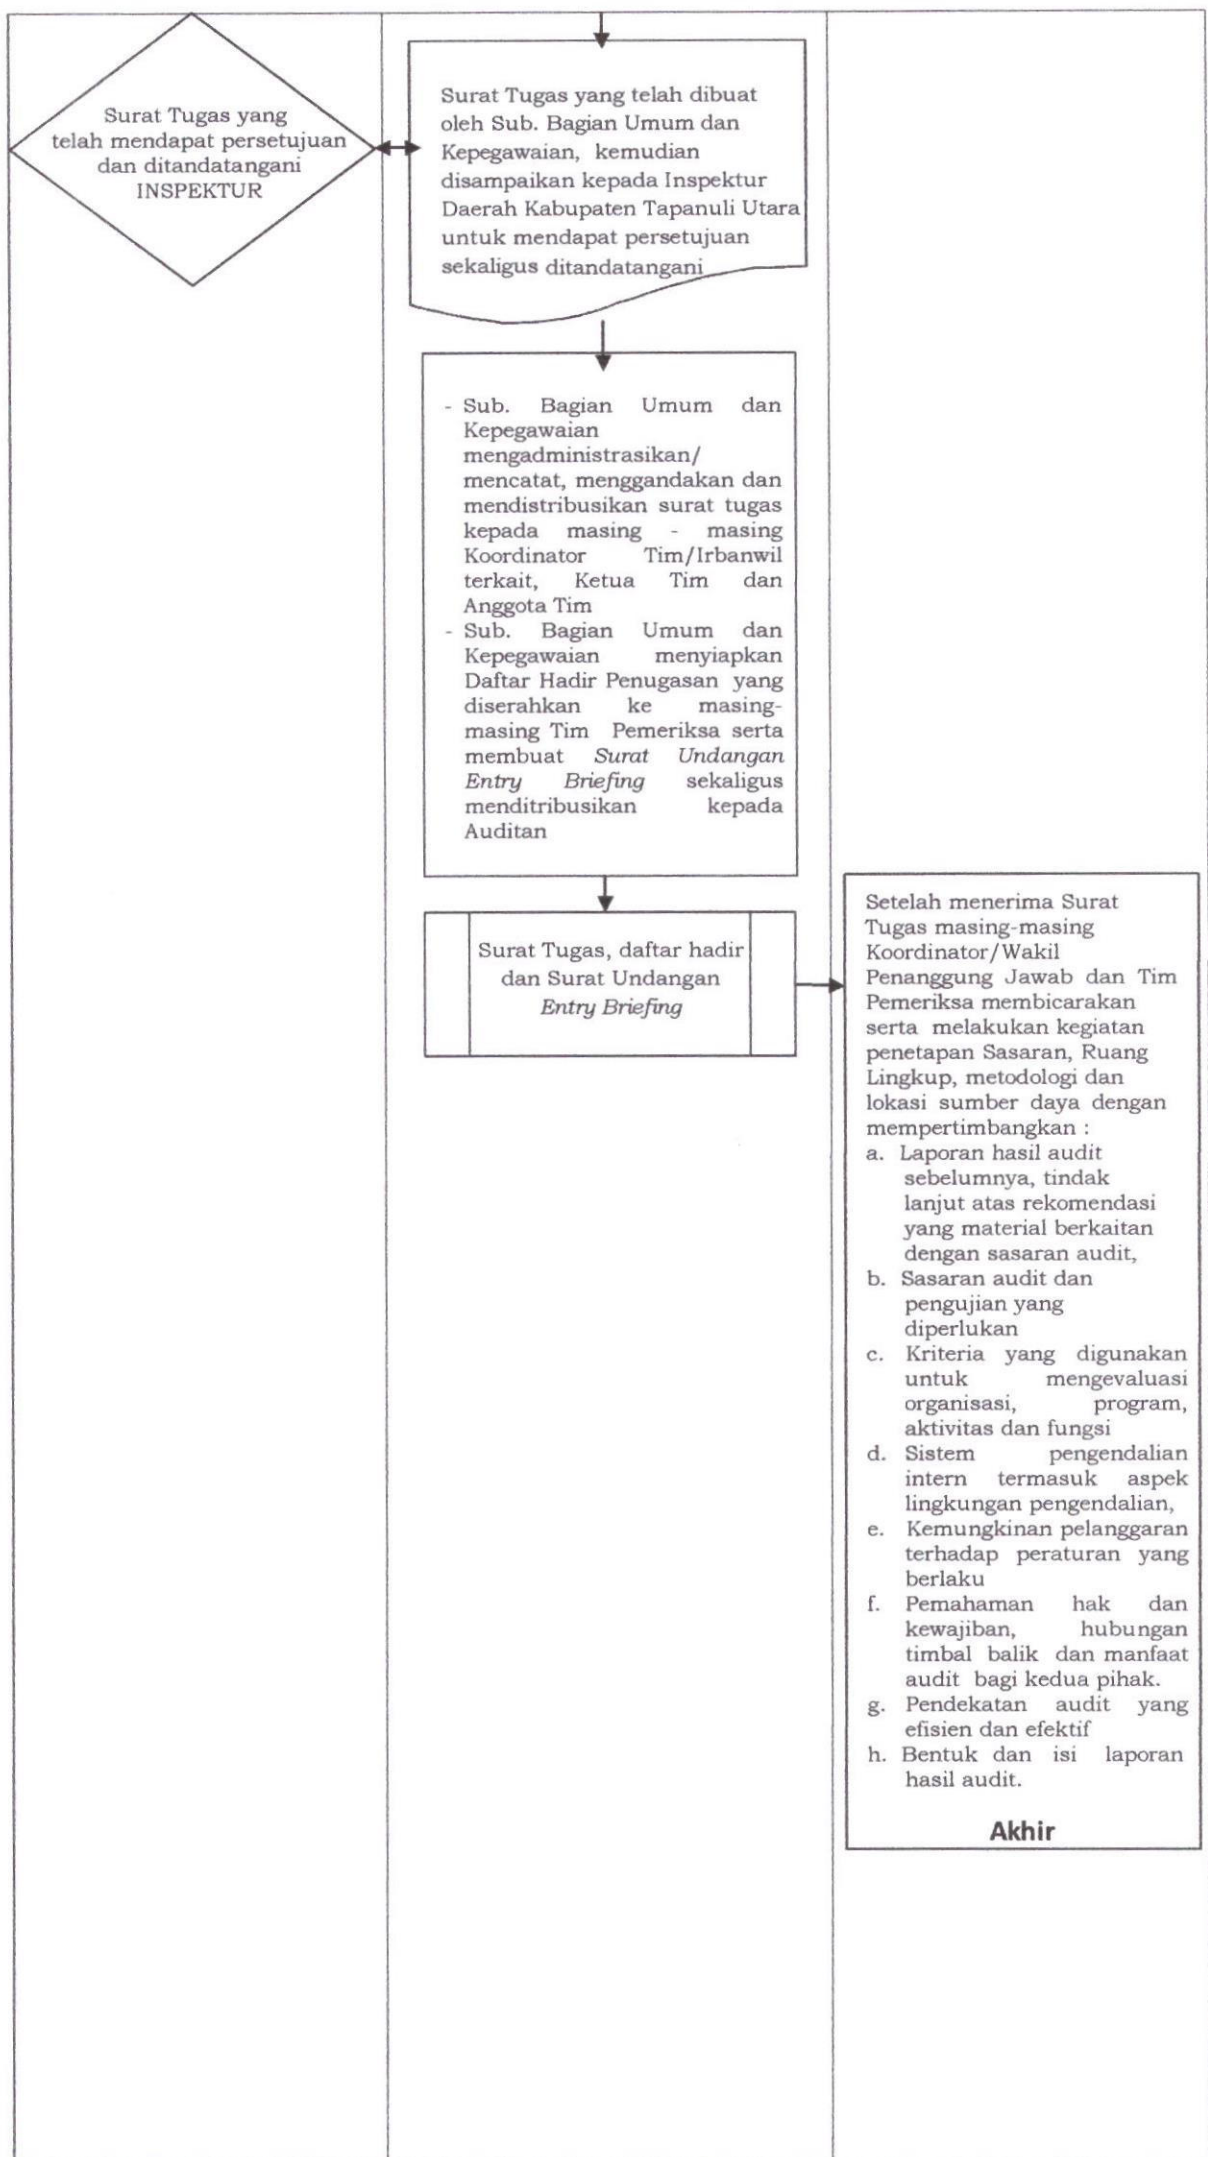 Surat Tugas yang
telah mendapat persetujuan
dan ditandatangani
INSPEKTUR
Surat Tugas yang telah dibuat
oleh Sub. Bagian Umum dan
Kepegawaian, kemudian
disampaikan kepada Inspektur
Daerah Kabupaten Tapanuli Utara
untuk mendapat persetujuan
sekaligus ditandatangani
- Sub. Bagian Umum dan
Kepegawaian
mengadministrasikan/
mencatat, menggandakan dan
mendistribusikan surat tugas
kepada masing - masing
Koordinator Tim/Irbanwil
terkait, Ketua Tim dan
Anggota Tim
- Sub. Bagian Umum dan
Kepegawaian menyiapkan
Daftar Hadir Penugasan yang
diserahkan ke masing-
masing Tim Pemeriksa serta
membuat Surat Undangan
Entry Briefing sekaligus
menditribusikan kepada
Auditan
Surat Tugas, daftar hadir
dan Surat Undangan
Entry Briefing
Setelah menerima Surat
Tugas masing-masing
Koordinator/Wakil
Penanggung Jawab dan Tim
Pemeriksa membicarakan
serta melakukan kegiatan
penetapan Sasaran, Ruang
Lingkup, metodologi dan
lokasi sumber daya dengan
mempertimbangkan :
a. Laporan hasil audit
sebelumnya, tindak
lanjut atas rekomendasi
yang material berkaitan
dengan sasaran audit,
b. Sasaran audit dan
pengujian yang
diperlukan
c. Kriteria yang digunakan
untuk mengevaluasi
organisasi, program,
aktivitas dan fungsi
d. Sistem pengendalian
intern termasuk aspek
lingkungan pengendalian,
e. Kemungkinan pelanggaran
terhadap peraturan yang
berlaku
f. Pemahaman hak dan
kewajiban, hubungan
timbal balik dan manfaat
audit bagi kedua pihak.
g. Pendekatan audit yang
efisien dan efektif
h. Bentuk dan isi laporan
hasil audit.
Akhir